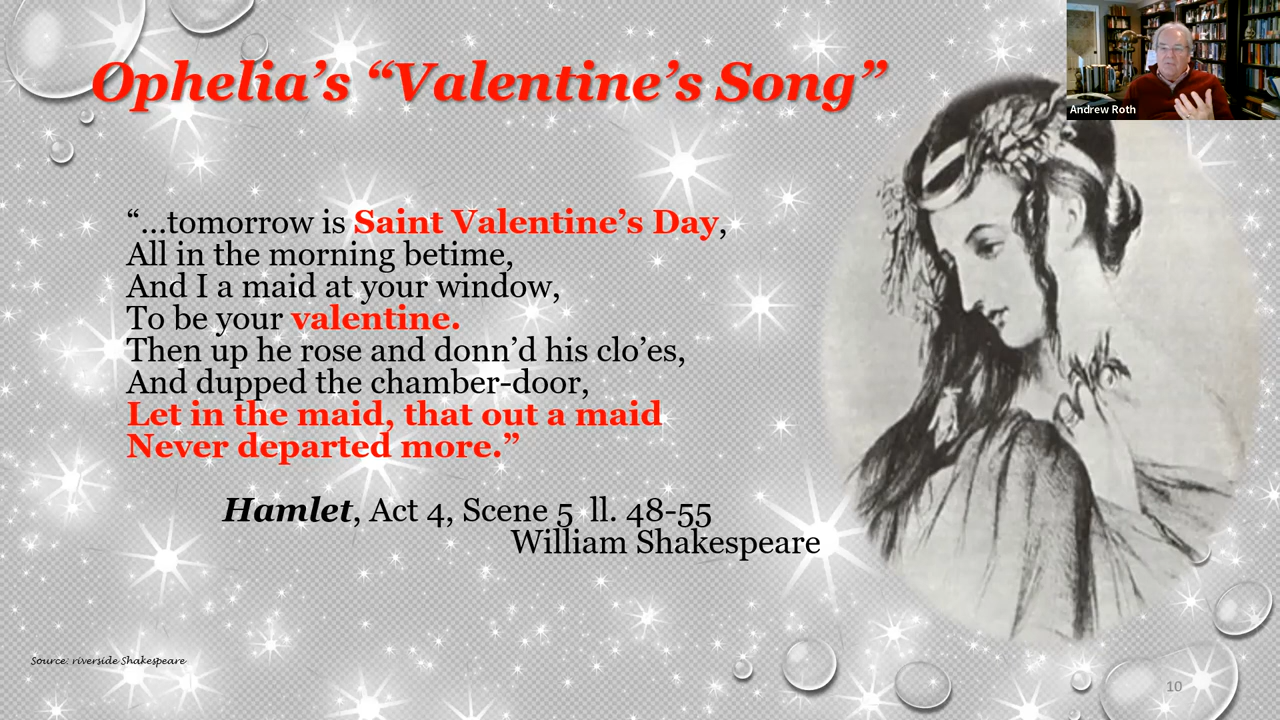 Ophelia’s “Valentine’s Song”
Andrew Roth
“…tomorrow is Saint Valentine’s Day,
All in the morning betime,
And I a maid at your window,
To be your valentine.
Then up he rose and donn’d his clo’es,
And dupped the chamber-door,
Let in the maid, that out a maid
Never departed more.”
Hamlet, Act 4, Scene 5 ll. 48-55
William Shakespeare
Source: riverside Shakespeare
10